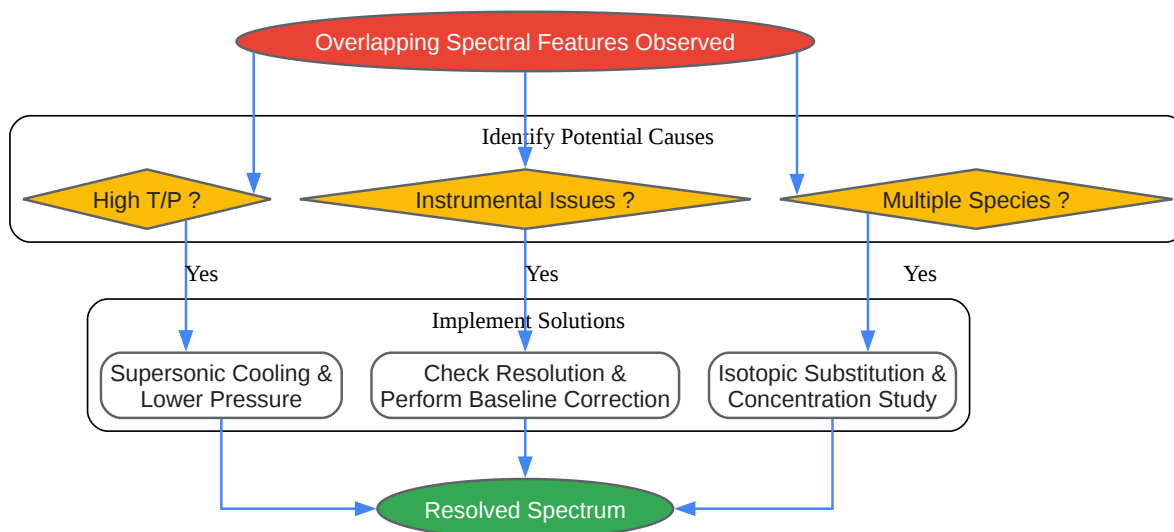 Overlapping Spectral Features Observed
Identify Potential Causes
High T/P ?
Instrumental Issues ?
Multiple Species ?
Yes
Yes
Yes
Implement Solutions
Supersonic Cooling &
Lower Pressure
Check Resolution &
Perform Baseline Correction
Isotopic Substitution &
Concentration Study
Resolved Spectrum